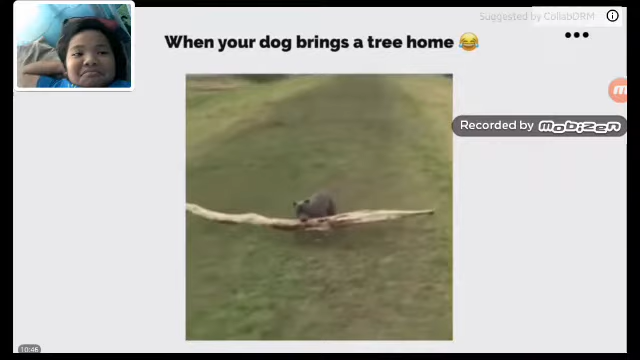 Suggested by CollabDRM
When your dog brings a tree home 😂
Recorded by mobizen
10:46